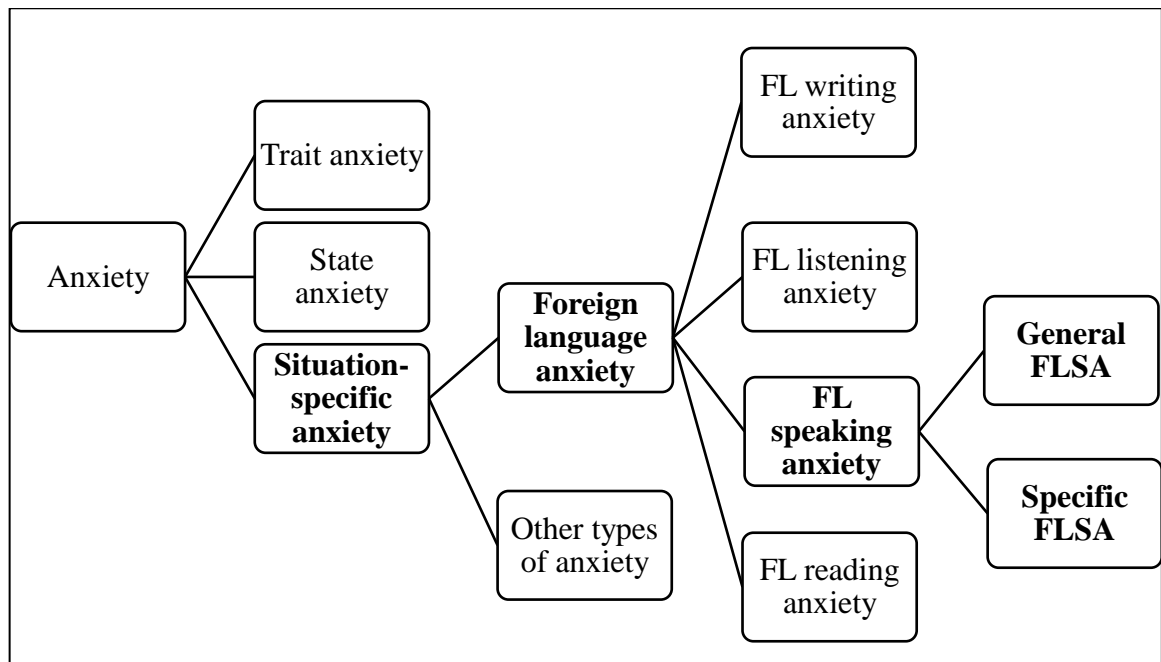 Anxiety
Trait anxiety
State
anxiety
Situation-
specific
anxiety
Foreign
language
anxiety
Other types
of anxiety
FL writing
anxiety
FL listening
anxiety
FL
speaking
anxiety
FL reading
anxiety
General
FLSA
Specific
FLSA